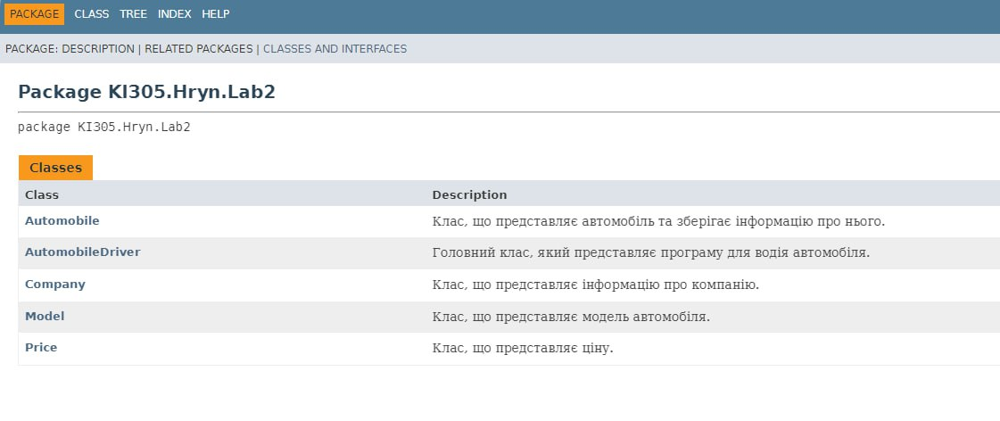 PACKAGE CLASS TREE INDEX HELP
PACKAGE: DESCRIPTION | RELATED PACKAGES | CLASSES AND INTERFACES
Package KI305.Hryn.Lab2
package KI305.Hryn.Lab2
Classes
Class Description
Automobile Клас, що представляє автомобіль та зберігає інформацію про нього.
AutomobileDriver Головний клас, який представляє програму для водія автомобіля.
Company Клас, що представляє інформацію про компанію.
Model Клас, що представляє модель автомобіля.
Price Клас, що представляє ціну.